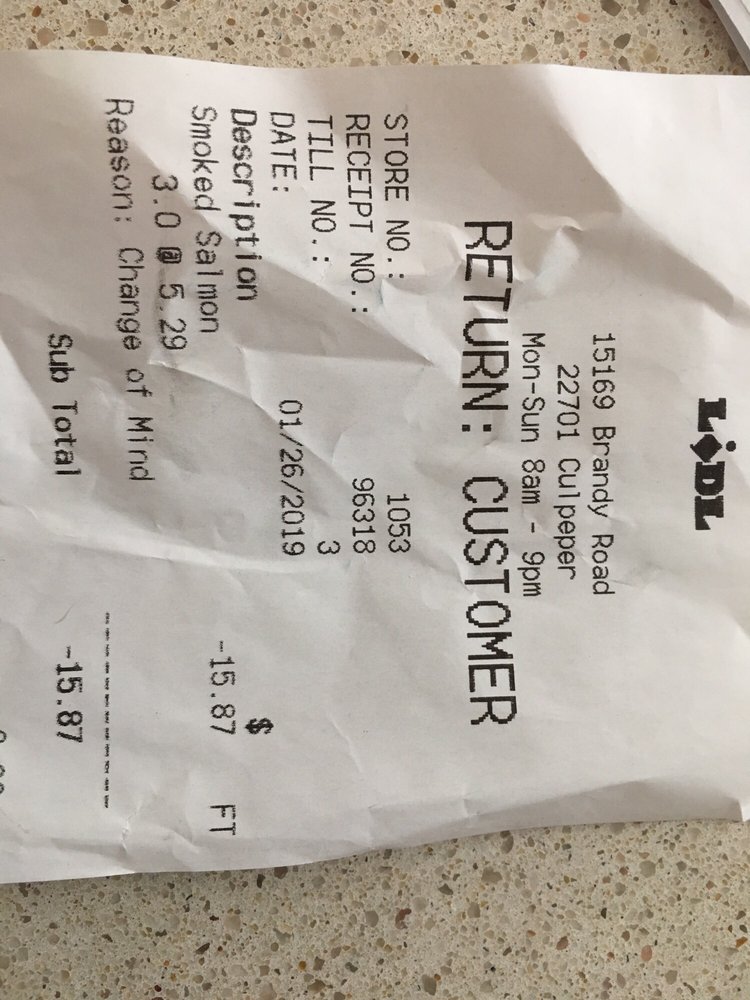 LiDL
15169 Brandy Road
22701 Culpeper
Mon-Sun 8am - 9pm
RETURN: CUSTOMER
STORE NO.: 1053
RECEIPT NO.: 96318
TILL NO.: 3
DATE: 01/26/2019
Description $
Smoked Salmon -15.87 FT
3.0 @ 5.29
Reason: Change of Mind
Sub Total -15.87